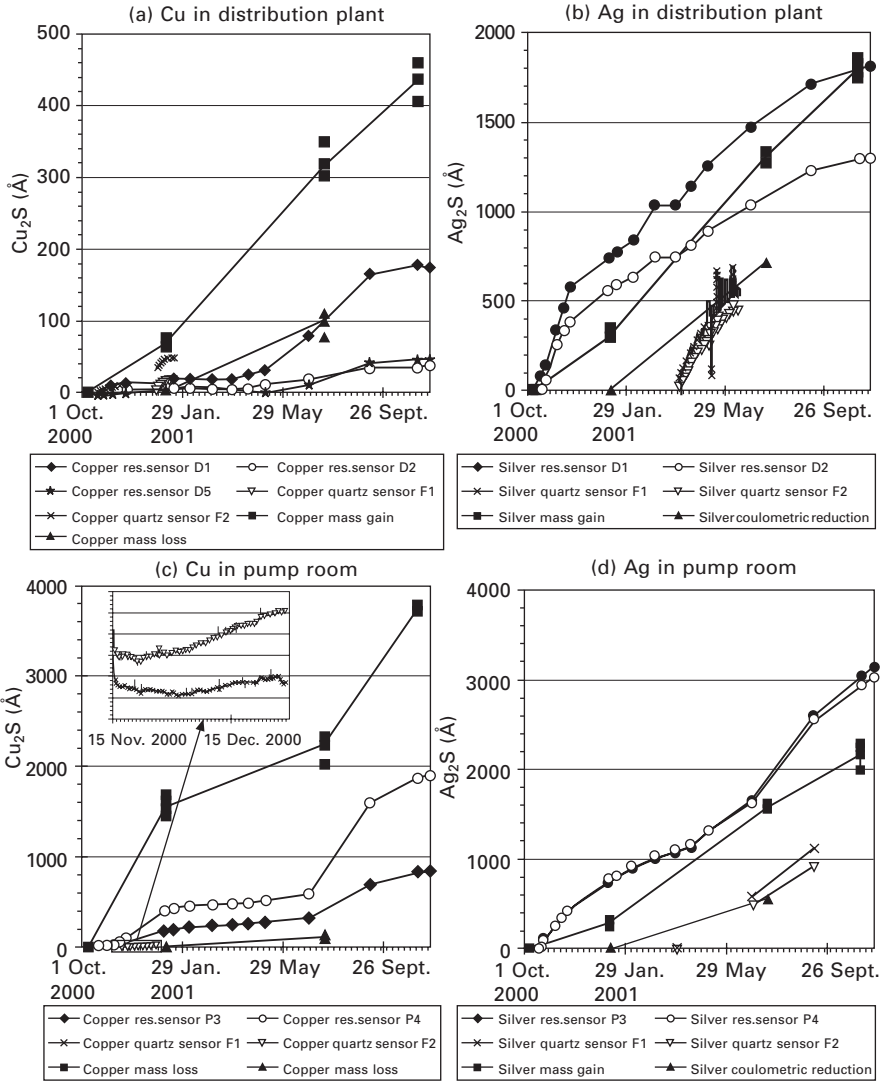 (a) Cu in distribution plant
500
400
300
200
100
0
Cu₂S (Å)
1 Oct. 29 Jan. 29 May 26 Sept.
2000 2001
Copper res.sensor D1 Copper res.sensor D2
Copper res.sensor D5 Copper quartz sensor F1
Copper quartz sensor F2 Copper mass gain
Copper mass loss
(b) Ag in distribution plant
2000
1500
1000
500
0
Ag₂S (Å)
1 Oct. 29 Jan. 29 May 26 Sept.
2000 2001
Silver res.sensor D1 Silver res.sensor D2
Silver quartz sensor F1 Silver quartz sensor F2
Silver mass gain Silver coulometric reduction
(c) Cu in pump room
4000
3000
2000
1000
0
Cu₂S (Å)
15 Nov. 2000 15 Dec. 2000
1 Oct. 29 Jan. 29 May 26 Sept.
2000 2001
Copper res.sensor P3 Copper res.sensor P4
Copper quartz sensor F1 Copper quartz sensor F2
Copper mass loss Copper mass loss
(d) Ag in pump room
4000
3000
2000
1000
0
Ag₂S (Å)
1 Oct. 29 Jan. 29 May 26 Sept.
2000 2001
Silver res.sensor P3 Silver res.sensor P4
Silver quartz sensor F1 Silver quartz sensor F2
Silver mass gain Silver coulometric reduction